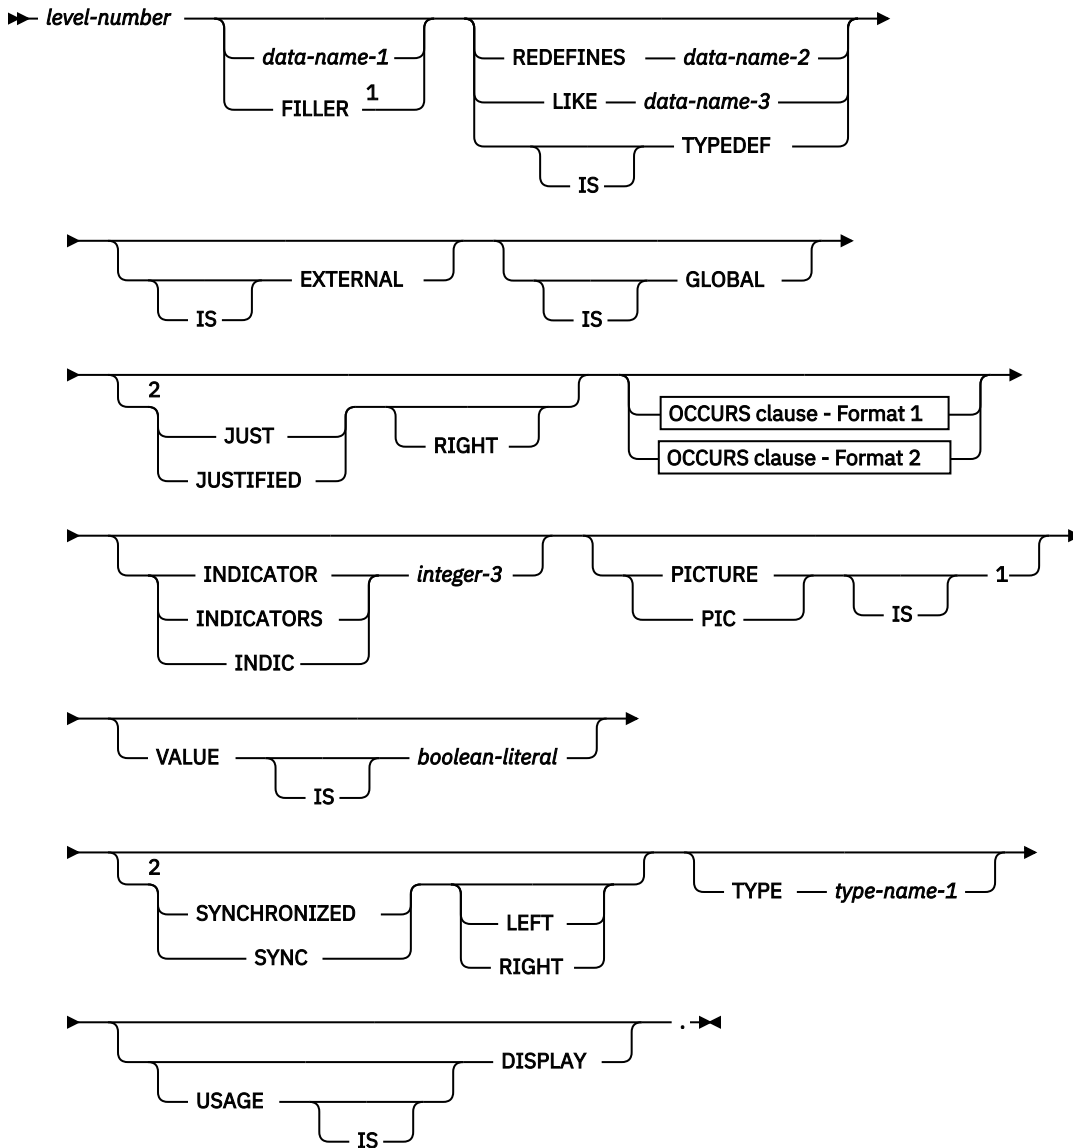 level-number
data-name-1
FILLER 1
REDEFINES data-name-2
LIKE data-name-3
TYPEDEF
IS
EXTERNAL
IS
GLOBAL
IS
2
JUST
JUSTIFIED
RIGHT
OCCURS clause - Format 1
OCCURS clause - Format 2
INDICATOR
INDICATORS
INDIC
integer-3
PICTURE
PIC
IS
1
VALUE
IS
boolean-literal
2
SYNCHRONIZED
SYNC
LEFT
RIGHT
TYPE type-name-1
USAGE
IS
DISPLAY
.